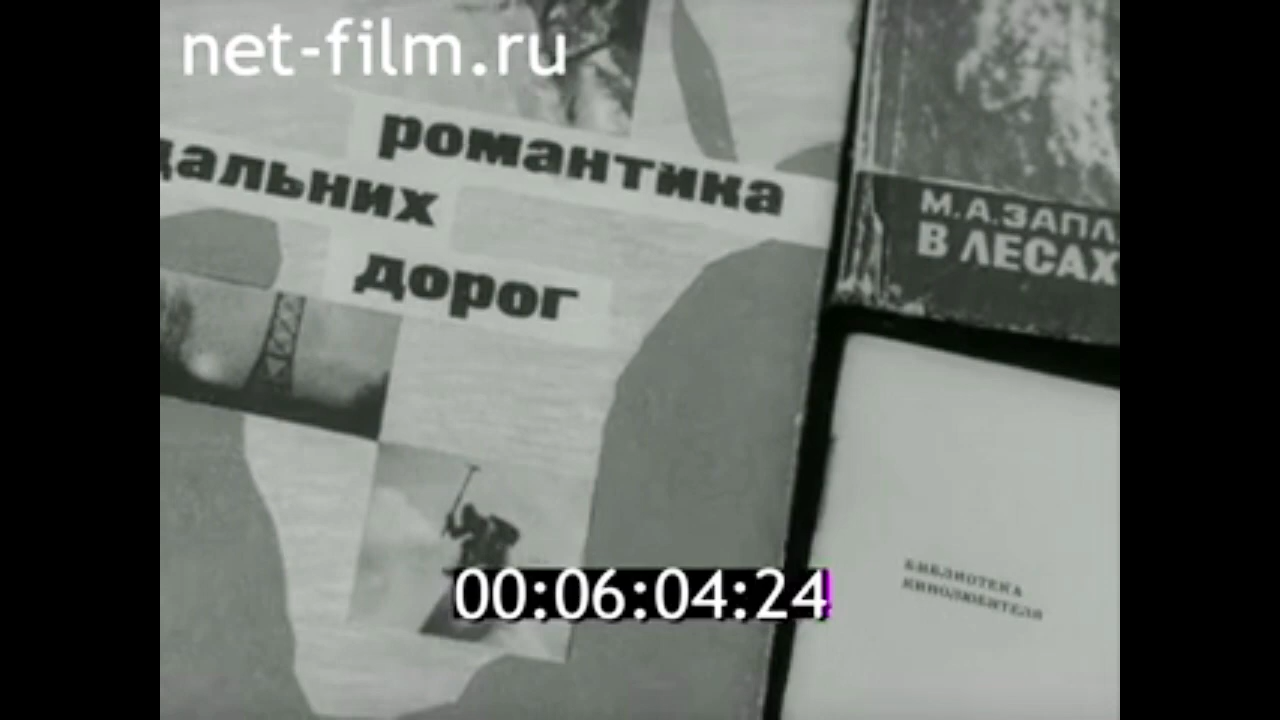 net-film.ru
романтика
дальних
дорог
М.А.ЗАПЛ
В ЛЕСАХ
БИБЛИОТЕКА
КИНОЛЮБИТЕЛЯ
00:06:04:24